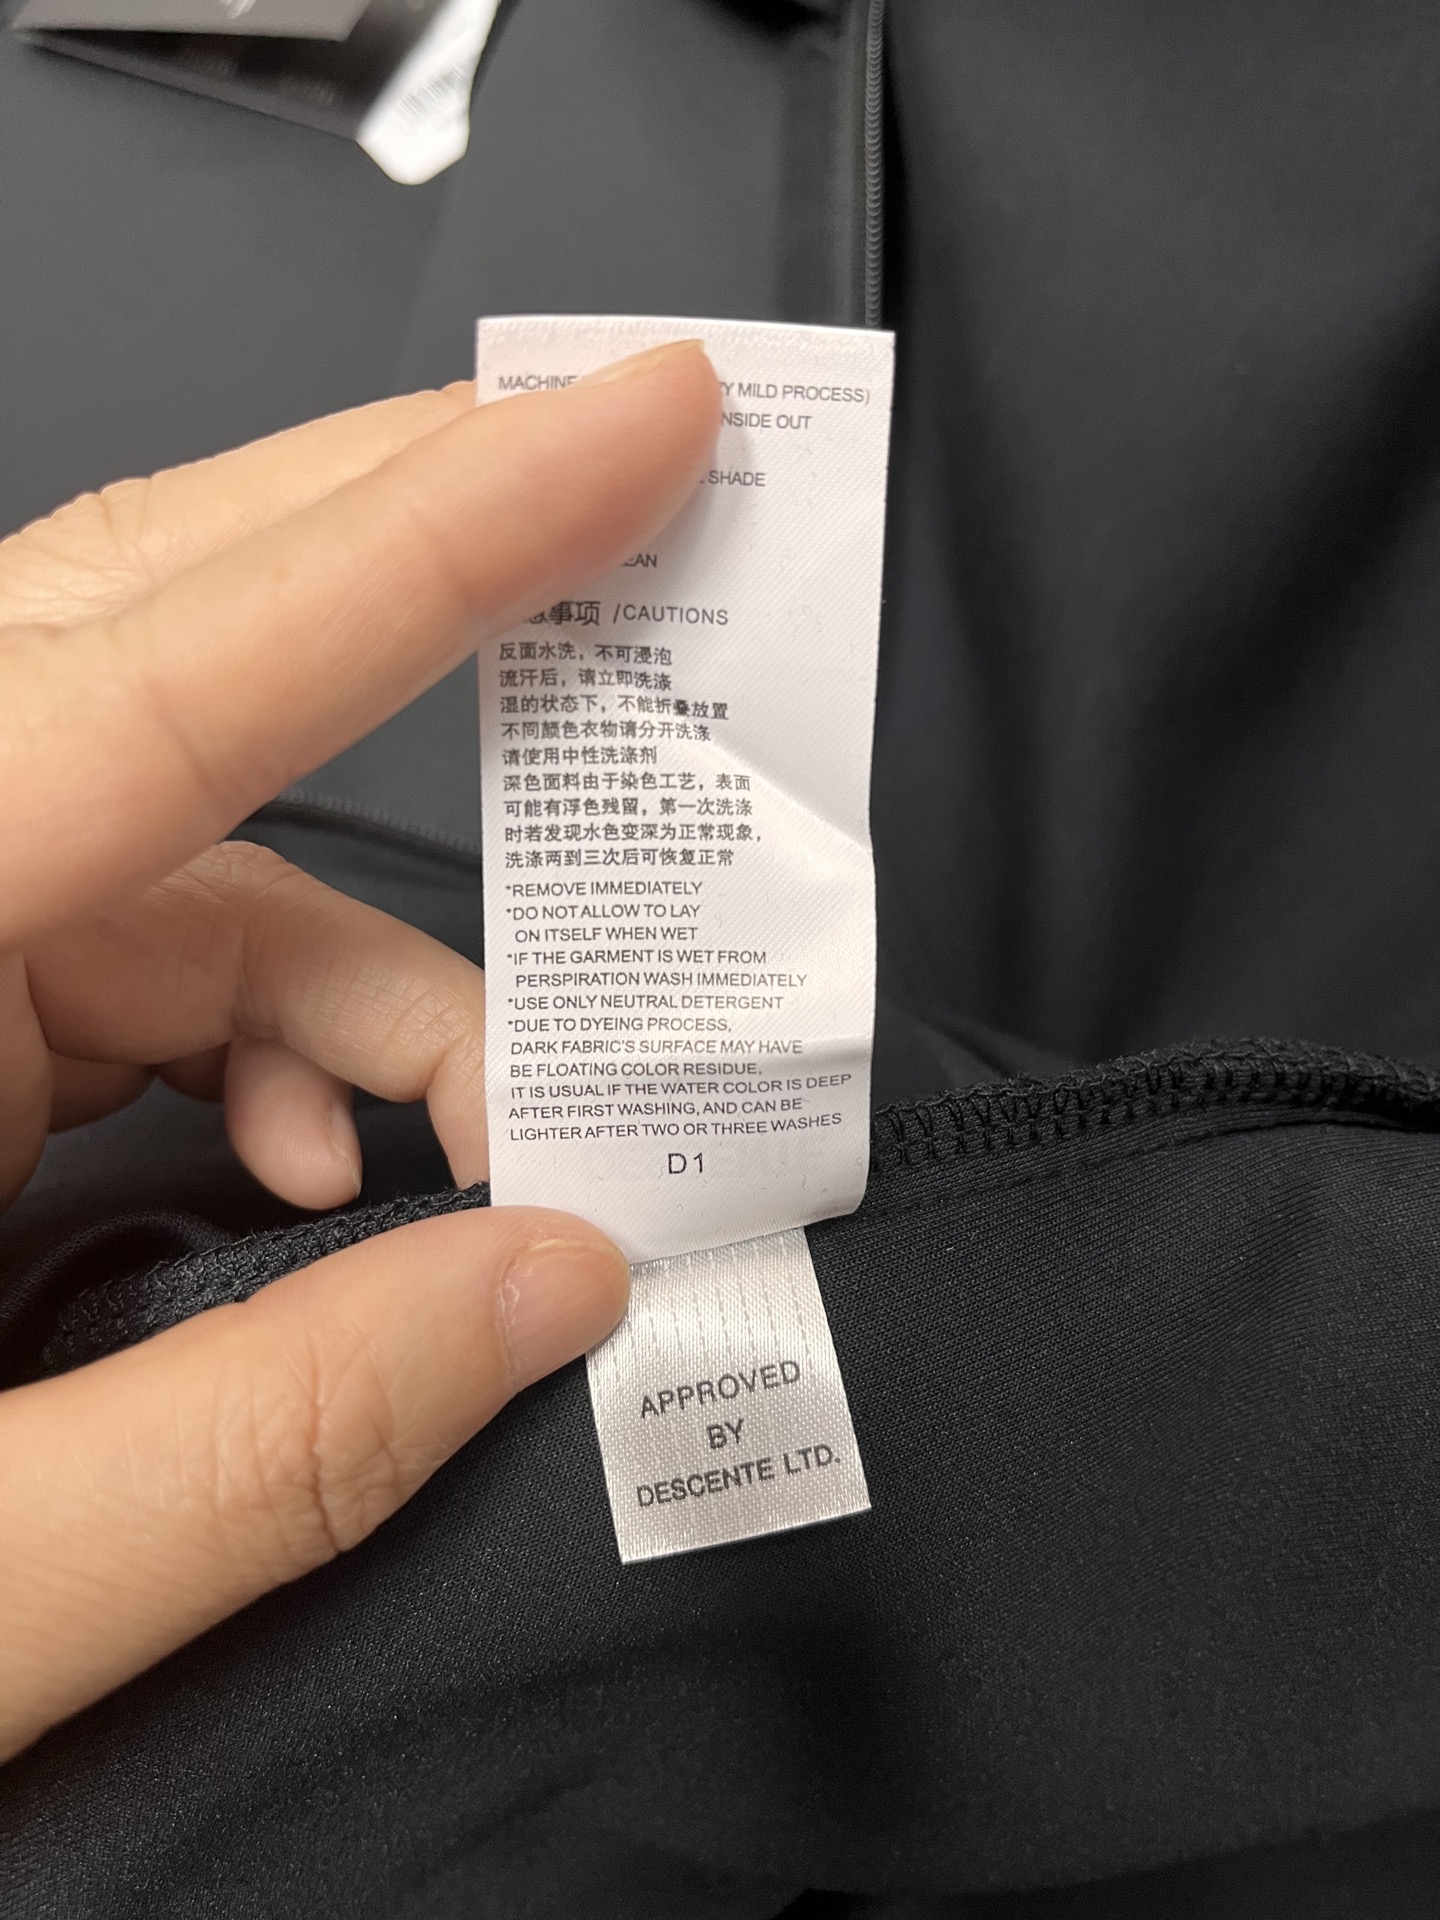 MACHINE MILD PROCESS)
INSIDE OUT
SHADE
事项 /CAUTIONS
反面水洗，不可浸泡
流汗后，请立即洗涤
湿的状态下，不能折叠放置
不同颜色衣物请分开洗涤
请使用中性洗涤剂
深色面料由于染色工艺，表面
可能有浮色残留，第一次洗涤
时若发现水色变深为正常现象，
洗涤两到三次后可恢复正常
*REMOVE IMMEDIATELY
*DO NOT ALLOW TO LAY
ON ITSELF WHEN WET
*IF THE GARMENT IS WET FROM
PERSPIRATION WASH IMMEDIATELY
*USE ONLY NEUTRAL DETERGENT
*DUE TO DYEING PROCESS,
DARK FABRIC'S SURFACE MAY HAVE
BE FLOATING COLOR RESIDUE,
IT IS USUAL IF THE WATER COLOR IS DEEP
AFTER FIRST WASHING, AND CAN BE
LIGHTER AFTER TWO OR THREE WASHES
D1
APPROVED
BY
DESCENTE LTD.